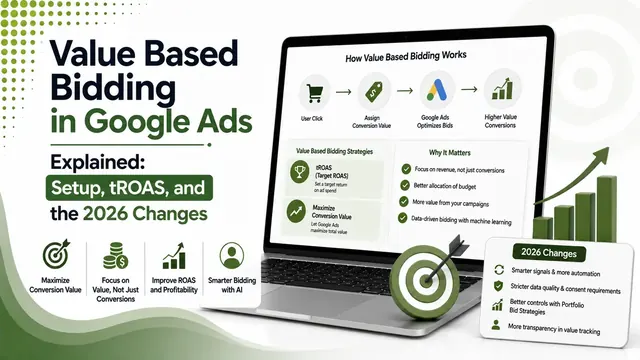 Value Based
Bidding
in Google Ads
Explained:
Setup, tROAS, and
the 2026 Changes
Maximize
Conversion Value
Focus on
Value, Not Just
Conversions
Improve ROAS
and Profitability
Smarter Bidding
with AI
How Value Based Bidding Works
User Click
Assign
Conversion Value
Google Ads
Optimizes Bids
Higher Value
Conversions
Value Based Bidding Strategies
tROAS
(Target ROAS)
Set a target return
on ad spend
Maximize
Conversion Value
Let Google Ads
maximize total value
Why It Matters
Focus on revenue, not just conversions
Better allocation of budget
More value from your campaigns
Data-driven bidding with machine learning
2026 Changes
Smarter signals & more automation
Stricter data quality & consent requirements
Better controls with Portfolio
Bid Strategies
More transparency in value tracking